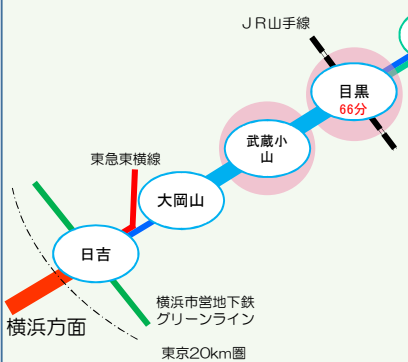 JR山手線
目黒
66分
武蔵小
山
東急東横線
大岡山
日吉
横浜市営地下鉄
グリーンライン
横浜方面
東京20km圏